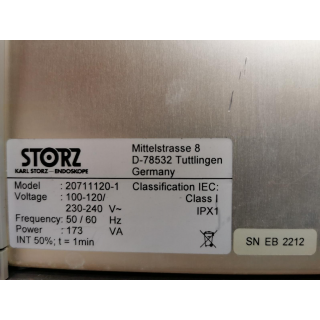 STORZ
KARL STORZ—ENDOSKOPE
Mittelstrasse 8
D-78532 Tuttlingen
Germany
Model : 20711120-1
Voltage : 100-120/
230-240 V~
Frequency: 50 / 60 Hz
Power : 173 VA
INT 50%; t = 1min
Classification IEC:
Class I
IPX1
SN EB 2212